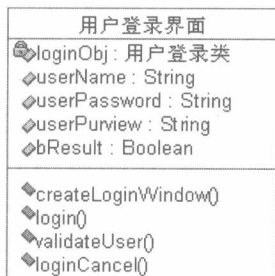 用户登录界面
loginObj : 用户登录类
userName : String
userPassword : String
userPurview : String
bResult : Boolean
createLoginWindow()
login()
validateUser()
loginCancel()